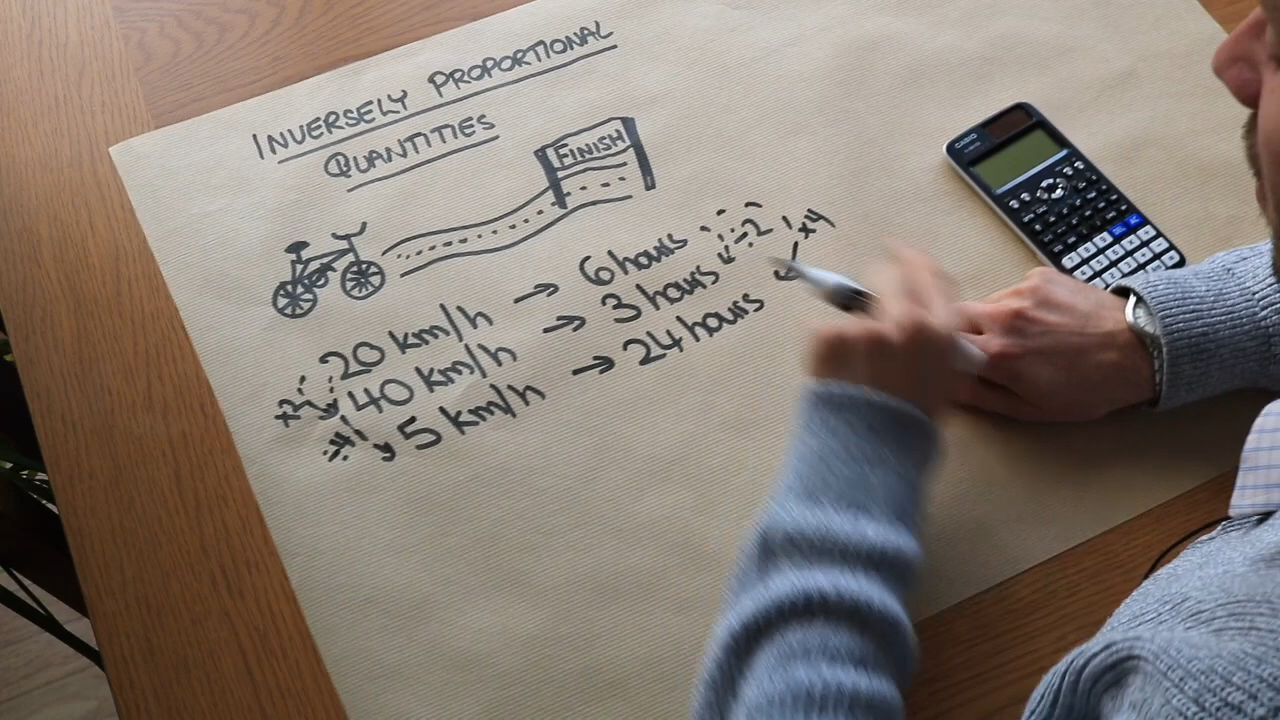 INVERSELY PROPORTIONAL
QUANTITIES
FINISH
20 km/h → 6 hours ÷2 ×4
×2 40 km/h → 3 hours
÷4 5 km/h → 24 hours
CASIO